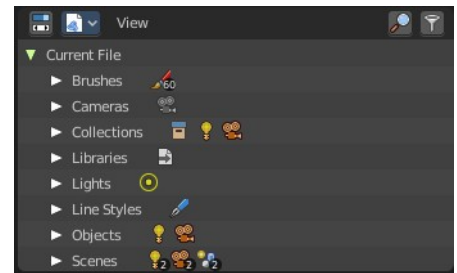 View
Current File
Brushes 60
Cameras
Collections
Libraries
Lights
Line Styles
Objects
Scenes 2 2 2